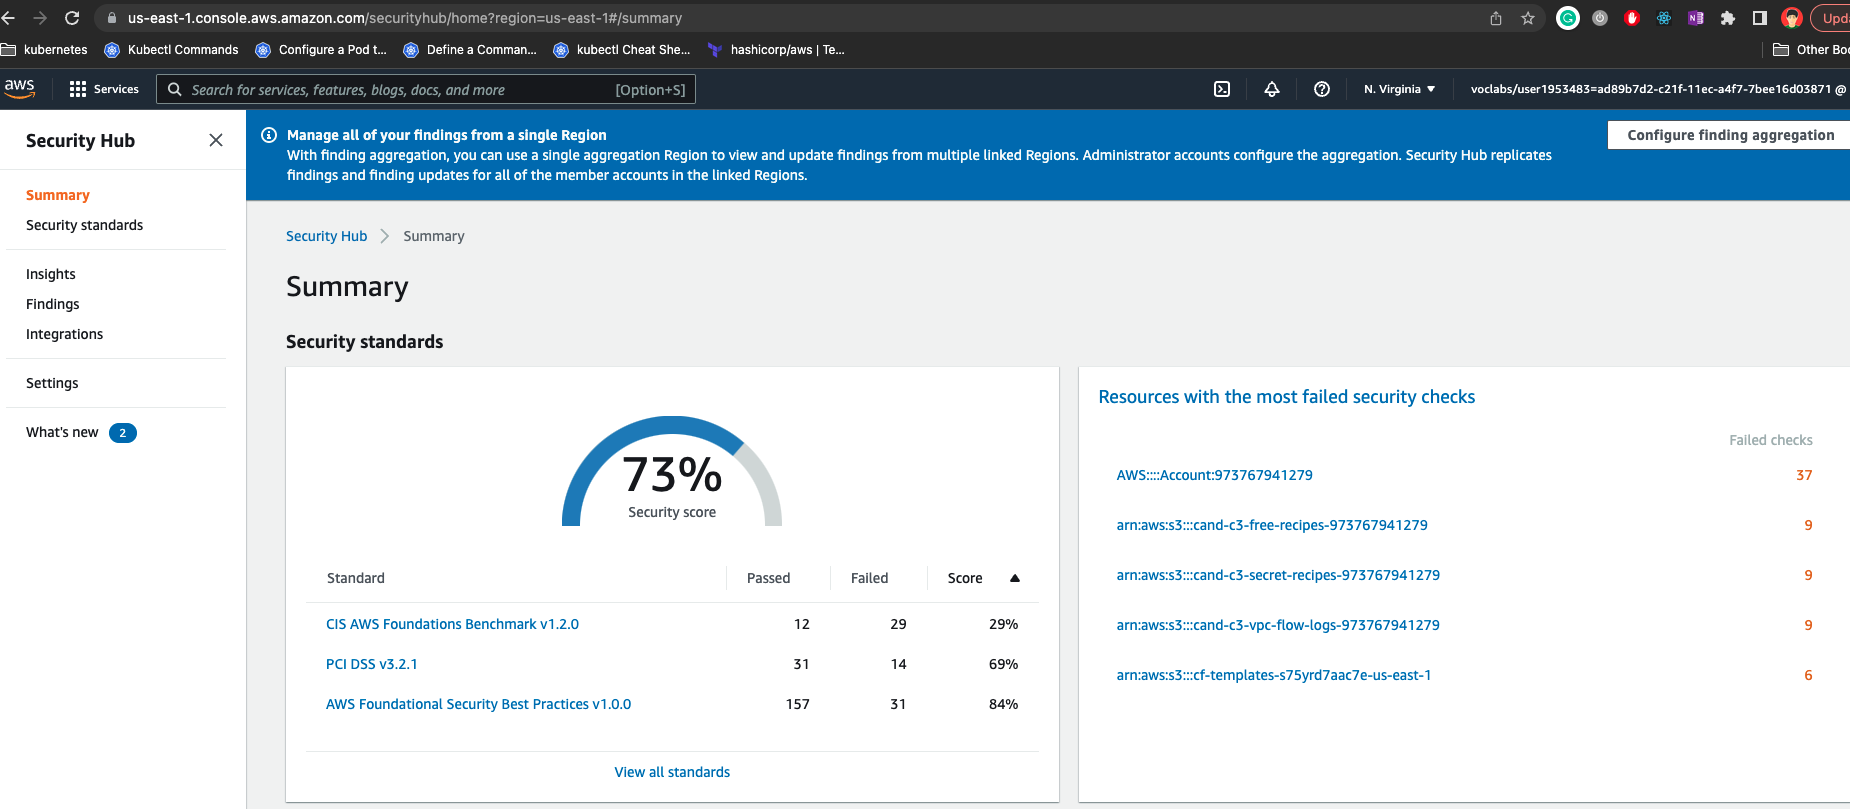 us-east-1.console.aws.amazon.com/securityhub/home?region=us-east-1#/summary
Upd
kubernetes
Kubectl Commands
Configure a Pod t...
Define a Comman...
kubectl Cheat She...
hashicorp/aws | Te...
Other Boo
aws
Services
Search for services, features, blogs, docs, and more
[Option+S]
N. Virginia
voclabs/user1953483=ad89b7d2-c21f-11ec-a4f7-7bee16d03871 @
Security Hub
Summary
Security standards
Insights
Findings
Integrations
Settings
What's new 2
Manage all of your findings from a single Region
With finding aggregation, you can use a single aggregation Region to view and update findings from multiple linked Regions. Administrator accounts configure the aggregation. Security Hub replicates
findings and finding updates for all of the member accounts in the linked Regions.
Configure finding aggregation
Security Hub
Summary
Summary
Security standards
73%
Security score
Standard Passed Failed Score
CIS AWS Foundations Benchmark v1.2.0 12 29 29%
PCI DSS v3.2.1 31 14 69%
AWS Foundational Security Best Practices v1.0.0 157 31 84%
View all standards
Resources with the most failed security checks
Failed checks
AWS::::Account:973767941279 37
arn:aws:s3:::cand-c3-free-recipes-973767941279 9
arn:aws:s3:::cand-c3-secret-recipes-973767941279 9
arn:aws:s3:::cand-c3-vpc-flow-logs-973767941279 9
arn:aws:s3:::cf-templates-s75yrd7aac7e-us-east-1 6